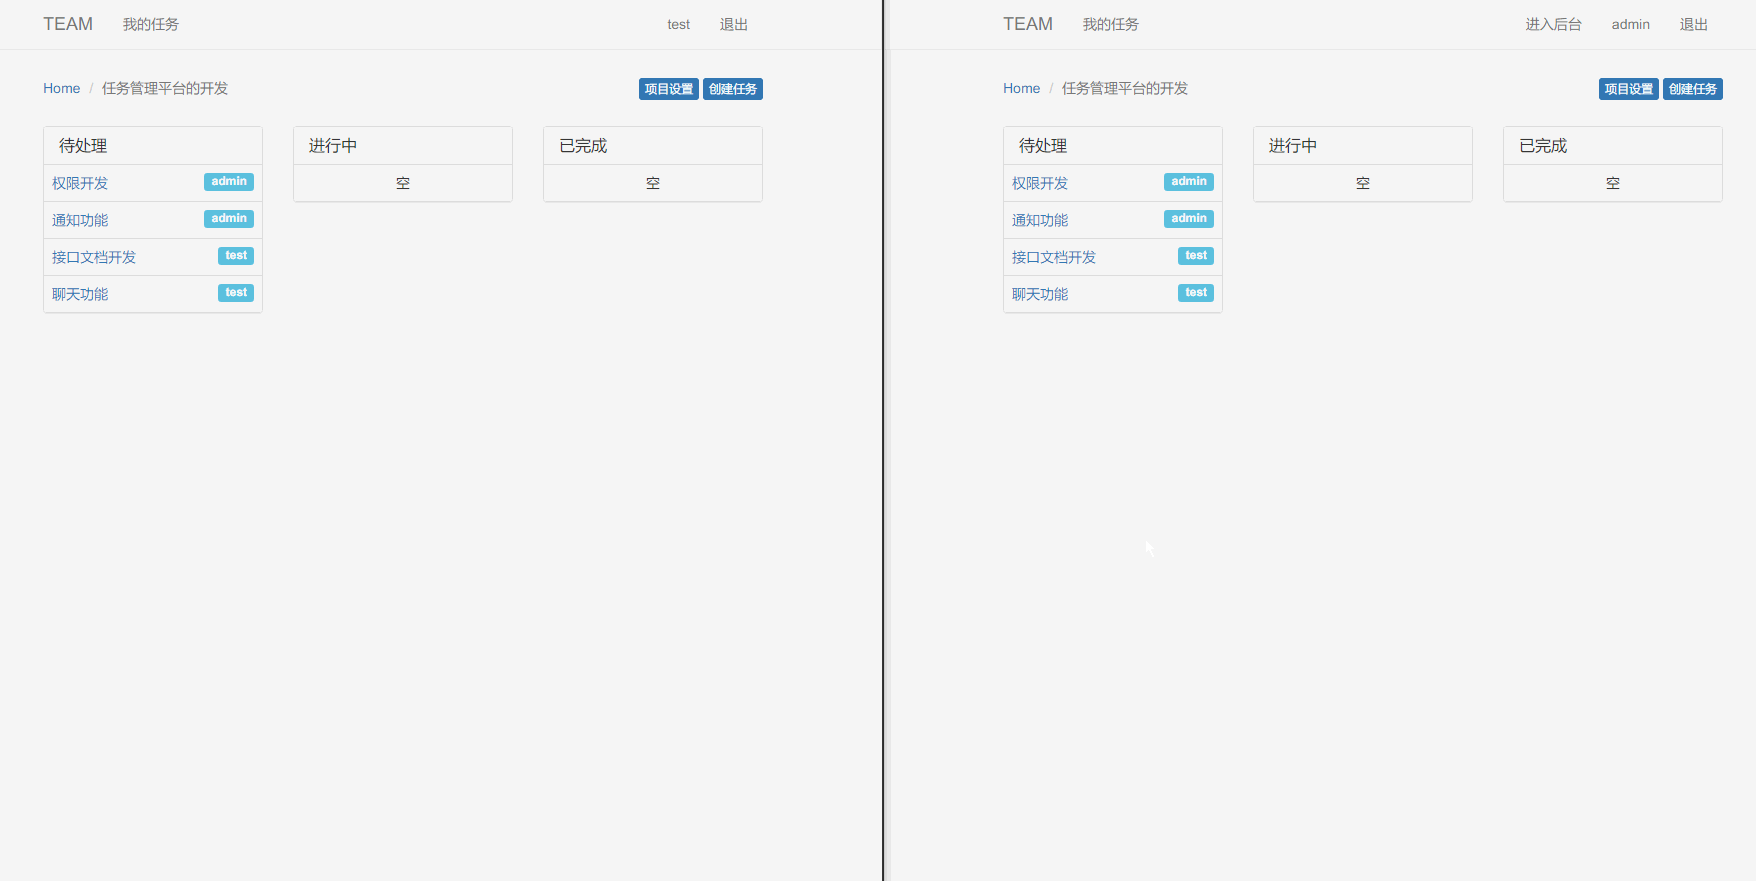 TEAM 我的任务 test 退出
Home / 任务管理平台的开发 项目设置 创建任务
待处理 进行中 已完成
权限开发 admin 空 空
通知功能 admin
接口文档开发 test
聊天功能 test
TEAM 我的任务 进入后台 admin 退出
Home / 任务管理平台的开发 项目设置 创建任务
待处理 进行中 已完成
权限开发 admin 空 空
通知功能 admin
接口文档开发 test
聊天功能 test